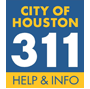 CITY OF
HOUSTON
311
HELP & INFO